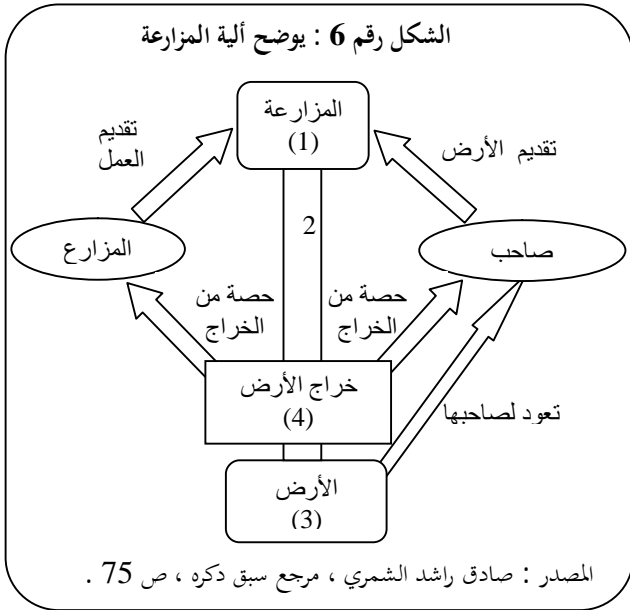 الشكل رقم 6 : يوضح ألية المزارعة
المزارعة
(1)
تقديم
العمل
تقديم الأرض
2
المزارع
صاحب
حصة من
الخراج
حصة من
الخراج
خراج الأرض
(4)
تعود لصاحبها
الأرض
(3)
المصدر : صادق راشد الشمري ، مرجع سبق دكره ، ص 75 .